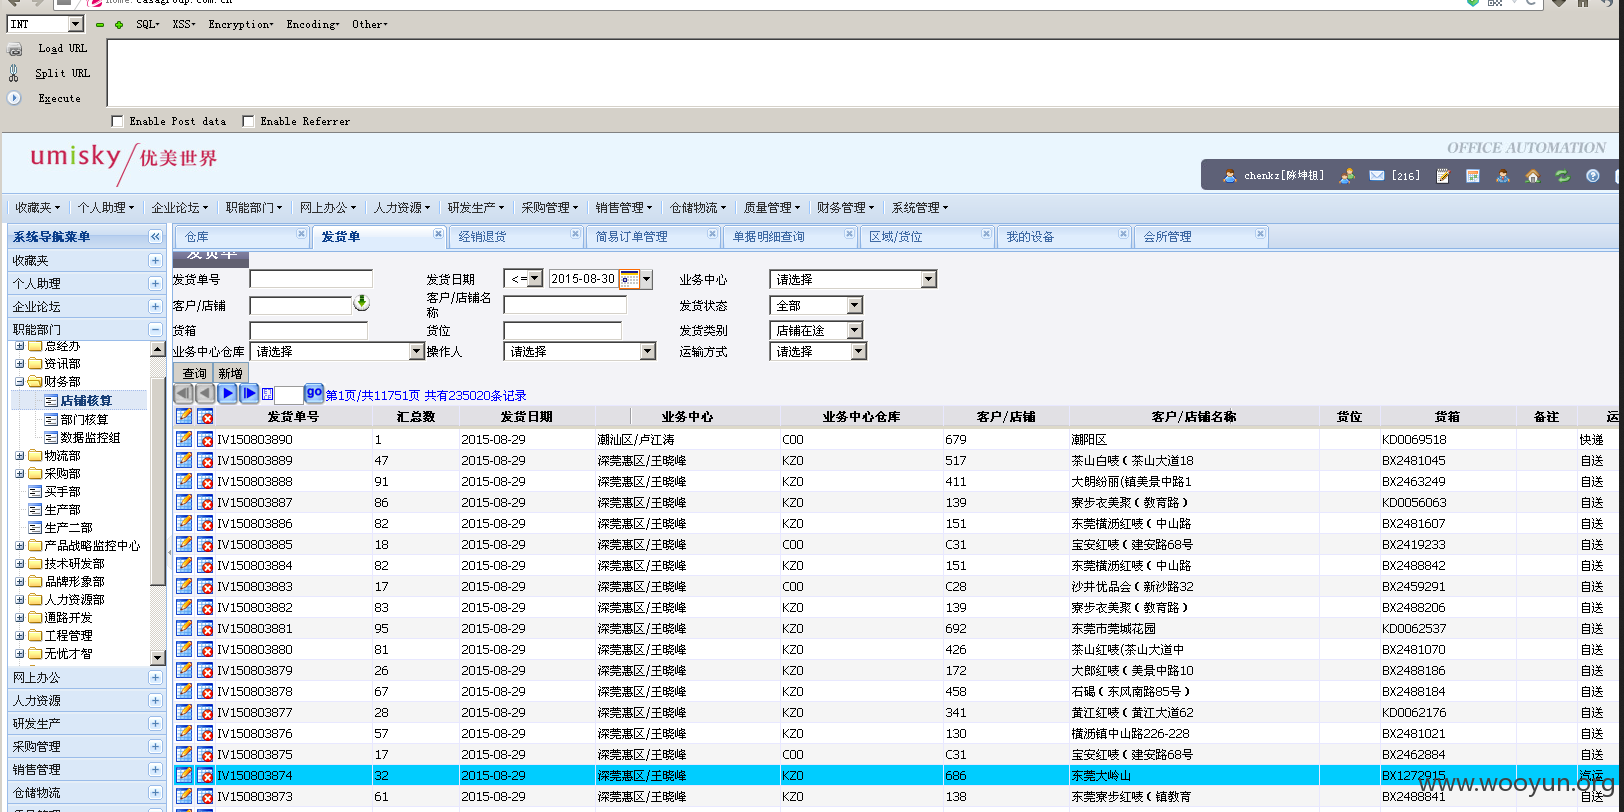 INT SQL XSS Encryption Encoding Other
Load URL
Split URL
Execute
Enable Post data Enable Referrer
umisky 优美世界
OFFICE AUTOMATION
chenkz[陈坤祖] [216]
收藏夹 个人助理 企业论坛 职能部门 网上办公 人力资源 研发生产 采购管理 销售管理 仓储物流 质量管理 财务管理 系统管理
系统导航菜单
收藏夹
个人助理
企业论坛
职能部门
总经办
资讯部
财务部
店铺核算
部门核算
数据监控组
物流部
采购部
买手部
生产部
生产二部
产品战略监控中心
技术研发部
品牌形象部
人力资源部
通路开发
工程管理
无忧才智
网上办公
人力资源
研发生产
采购管理
销售管理
仓储物流
仓库 发货单 经销退货 简易订单管理 单据明细查询 区域/货位 我的设备 会所管理
发货单
发货单号 发货日期 <= 2015-08-30 业务中心 请选择
客户/店铺 客户/店铺名称 发货状态 全部
货箱 货位 发货类别 店铺在途
业务中心仓库 请选择 操作人 请选择 运输方式 请选择
查询 新增
go 第1页/共11751页 共有235020条记录
发货单号 汇总数 发货日期 业务中心 业务中心仓库 客户/店铺 客户/店铺名称 货位 货箱 备注 运
IV150803890 1 2015-08-29 潮汕区/卢江涛 C00 679 潮阳区 KD0069518 快递
IV150803889 47 2015-08-29 深莞惠区/王晓峰 KZ0 517 茶山白唛（茶山大道18 BX2481045 自送
IV150803888 91 2015-08-29 深莞惠区/王晓峰 KZ0 411 大朗纷丽(镇美景中路1 BX2463249 自送
IV150803887 86 2015-08-29 深莞惠区/王晓峰 KZ0 139 寮步衣美聚（教育路） KD0056063 自送
IV150803886 82 2015-08-29 深莞惠区/王晓峰 KZ0 151 东莞横沥红唛（中山路 BX2481607 自送
IV150803885 18 2015-08-29 深莞惠区/王晓峰 C00 C31 宝安红唛（建安路68号 BX2419233 自送
IV150803884 82 2015-08-29 深莞惠区/王晓峰 KZ0 151 东莞横沥红唛（中山路 BX2488842 自送
IV150803883 17 2015-08-29 深莞惠区/王晓峰 C00 C28 沙井优品会（新沙路32 BX2459291 自送
IV150803882 83 2015-08-29 深莞惠区/王晓峰 KZ0 139 寮步衣美聚（教育路） BX2488206 自送
IV150803881 95 2015-08-29 深莞惠区/王晓峰 KZ0 692 东莞市莞城花园 KD0062537 自送
IV150803880 81 2015-08-29 深莞惠区/王晓峰 KZ0 426 茶山红唛(茶山大道中 BX2481070 自送
IV150803879 26 2015-08-29 深莞惠区/王晓峰 KZ0 172 大郎红唛（美景中路10 BX2488186 自送
IV150803878 67 2015-08-29 深莞惠区/王晓峰 KZ0 458 石碣（东风南路85号） BX2488184 自送
IV150803877 28 2015-08-29 深莞惠区/王晓峰 KZ0 341 黄江红唛（黄江大道62 KD0062176 自送
IV150803876 57 2015-08-29 深莞惠区/王晓峰 KZ0 130 横沥镇中山路226-228 BX2481021 自送
IV150803875 17 2015-08-29 深莞惠区/王晓峰 C00 C31 宝安红唛（建安路68号 BX2462884 自送
IV150803874 32 2015-08-29 深莞惠区/王晓峰 KZ0 686 东莞大岭山 BX1272915 汽运
IV150803873 61 2015-08-29 深莞惠区/王晓峰 KZ0 138 东莞寮步红唛（镇教育 BX2488841 自送
www.wooyun.org